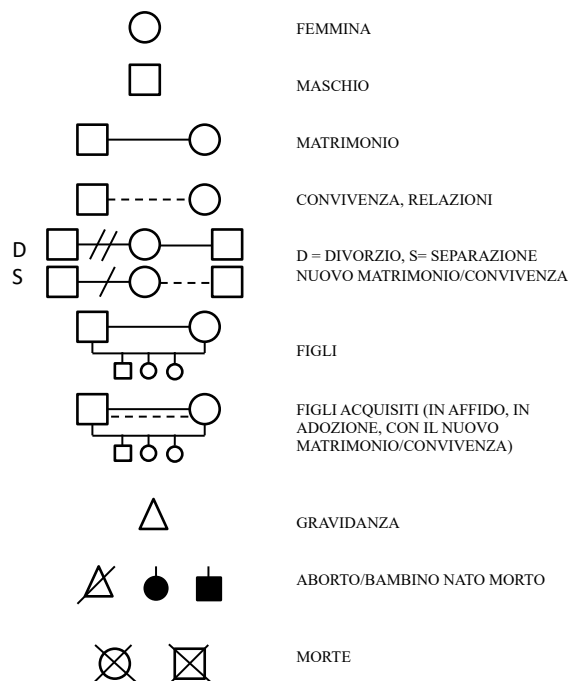 FEMMINA
MASCHIO
MATRIMONIO
CONVIVENZA, RELAZIONI
D
S
D = DIVORZIO, S= SEPARAZIONE
NUOVO MATRIMONIO/CONVIVENZA
FIGLI
FIGLI ACQUISITI (IN AFFIDO, IN
ADOZIONE, CON IL NUOVO
MATRIMONIO/CONVIVENZA)
GRAVIDANZA
ABORTO/BAMBINO NATO MORTO
MORTE